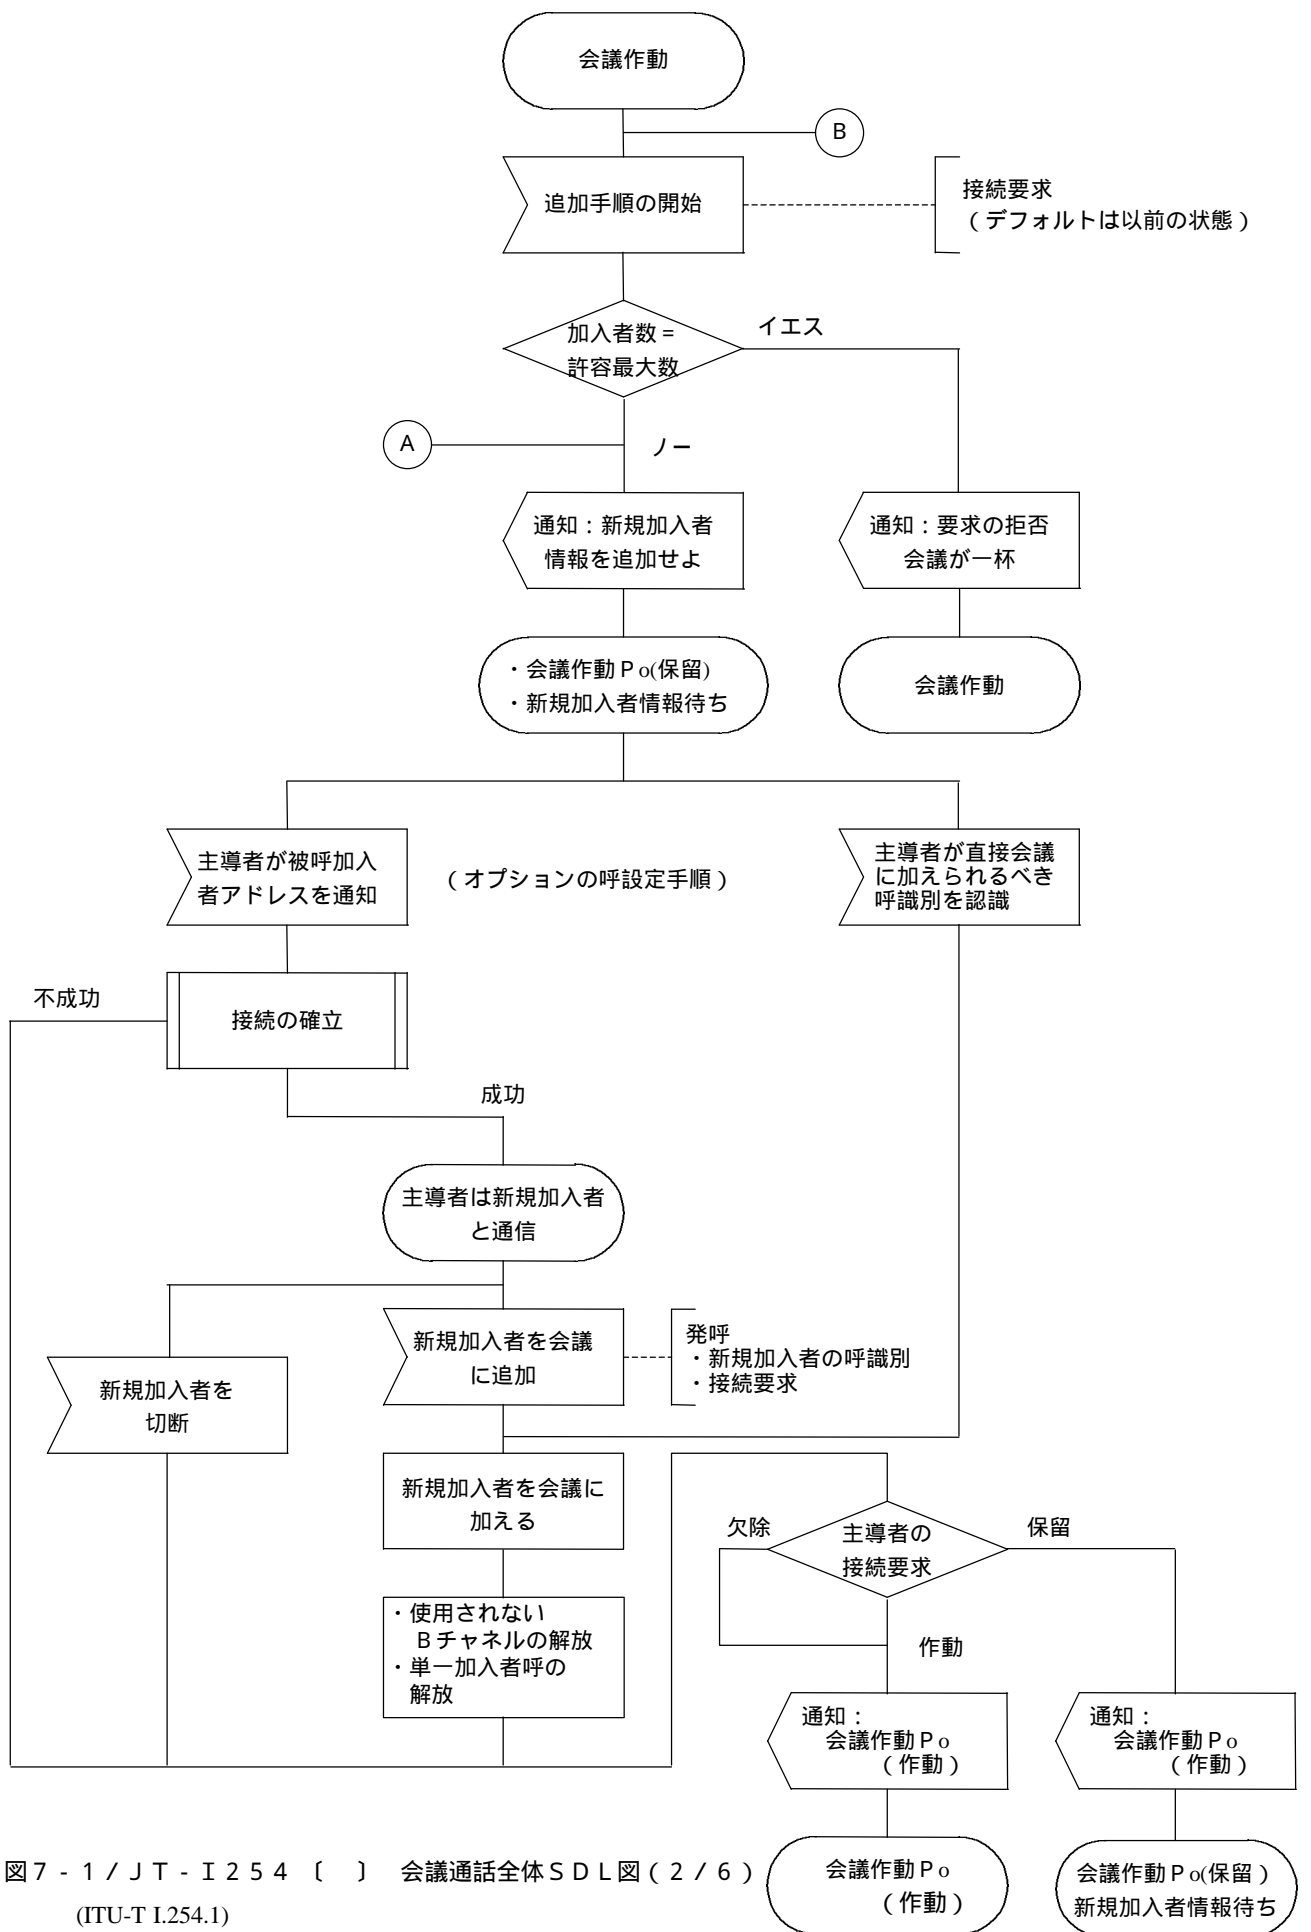 会議作動
B
追加手順の開始
接続要求
（デフォルトは以前の状態）
加入者数＝
許容最大数
イエス
A
ノー
通知：新規加入者
情報を追加せよ
通知：要求の拒否
会議が一杯
・会議作動Ｐo(保留)
・新規加入者情報待ち
会議作動
主導者が被呼加入
者アドレスを通知
（オプションの呼設定手順）
主導者が直接会議
に加えられるべき
呼識別を認識
不成功
接続の確立
成功
主導者は新規加入者
と通信
新規加入者を会議
に追加
発呼
・新規加入者の呼識別
・接続要求
新規加入者を
切断
新規加入者を会議に
加える
欠除
主導者の
接続要求
保留
・使用されない
Ｂチャネルの解放
・単一加入者呼の
解放
作動
通知：
会議作動Ｐo
（作動）
通知：
会議作動Ｐo
（作動）
会議作動Ｐo
（作動）
会議作動Ｐo(保留）
新規加入者情報待ち
図７-１/ＪＴ-Ｉ２５４〔　〕　会議通話全体ＳＤＬ図（２/６）
(ITU-T I.254.1)